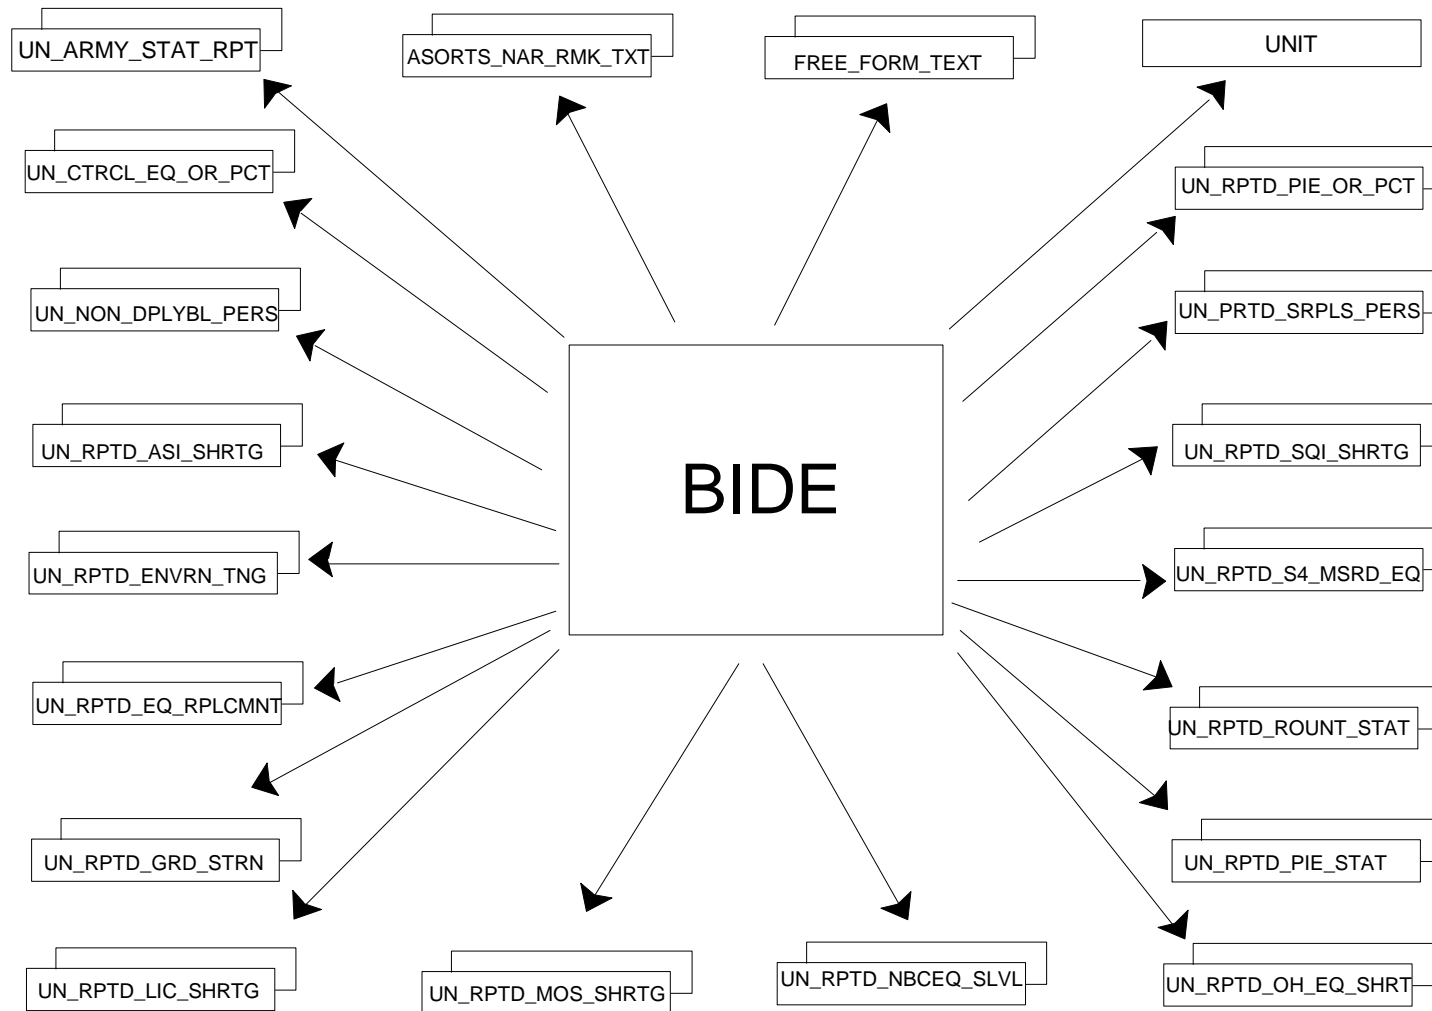 UN_ARMY_STAT_RPT
ASORTS_NAR_RMK_TXT
FREE_FORM_TEXT
UNIT
UN_CTRCL_EQ_OR_PCT
UN_RPTD_PIE_OR_PCT
UN_NON_DPLYBL_PERS
UN_PRTD_SRPLS_PERS
UN_RPTD_ASI_SHRTG
UN_RPTD_SQI_SHRTG
BIDE
UN_RPTD_ENVRN_TNG
UN_RPTD_S4_MSRD_EQ
UN_RPTD_EQ_RPLCMNT
UN_RPTD_ROUNT_STAT
UN_RPTD_GRD_STRN
UN_RPTD_PIE_STAT
UN_RPTD_LIC_SHRTG
UN_RPTD_MOS_SHRTG
UN_RPTD_NBCEQ_SLVL
UN_RPTD_OH_EQ_SHRT